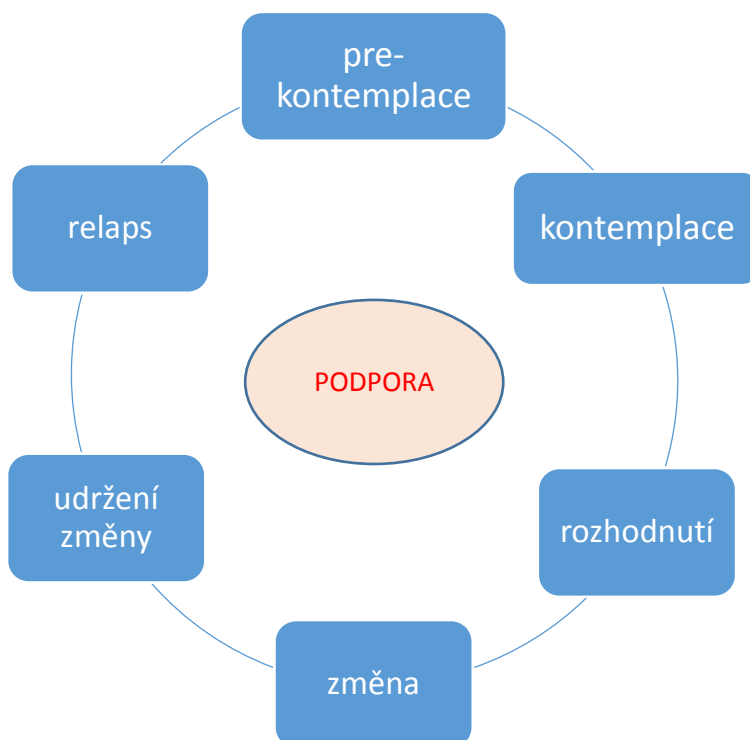 pre-
kontemplace
relaps
kontemplace
PODPORA
udržení
změny
rozhodnutí
změna